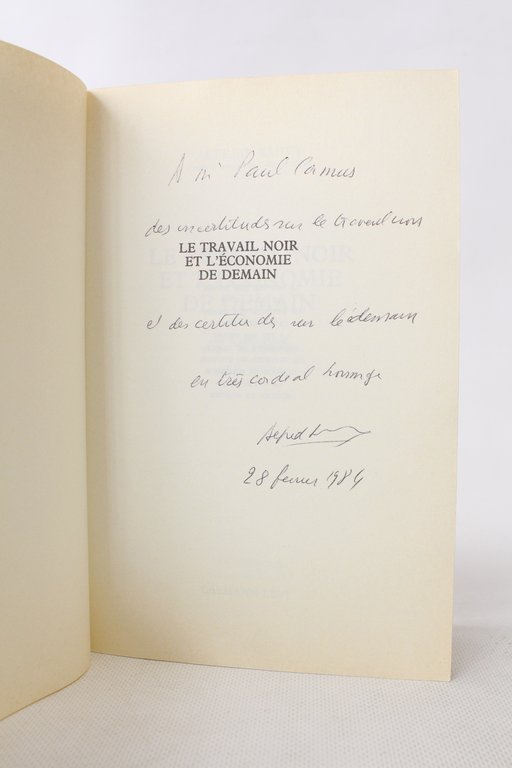 A M. Paul Camus
des incertitudes sur le travail noir
LE TRAVAIL NOIR
ET L'ÉCONOMIE
DE DEMAIN
et des certitudes sur le demain
en très cordial hommage
Alfred
28 février 1984